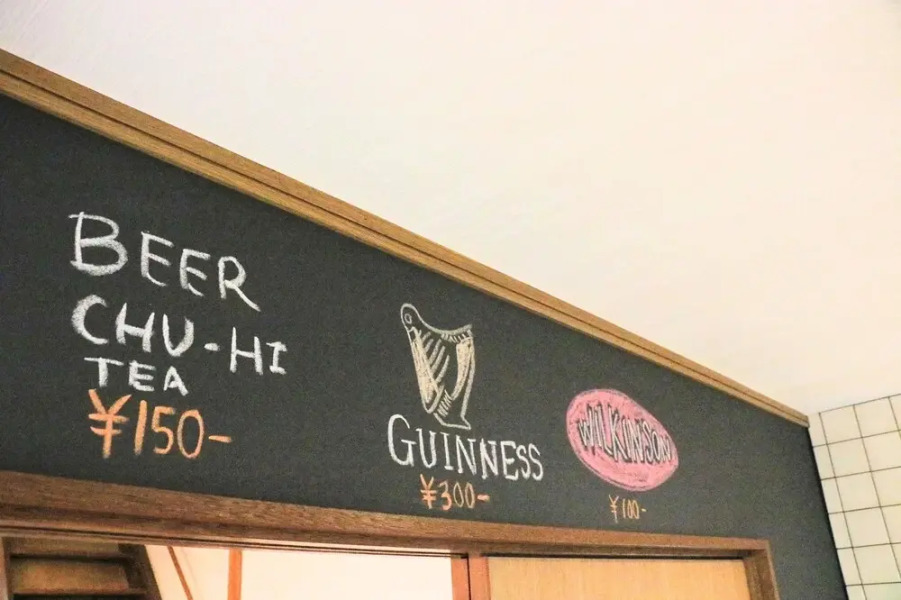 BEER
CHU-HI
TEA
¥150-
GUINNESS
¥300-
WILKINSON
¥100-